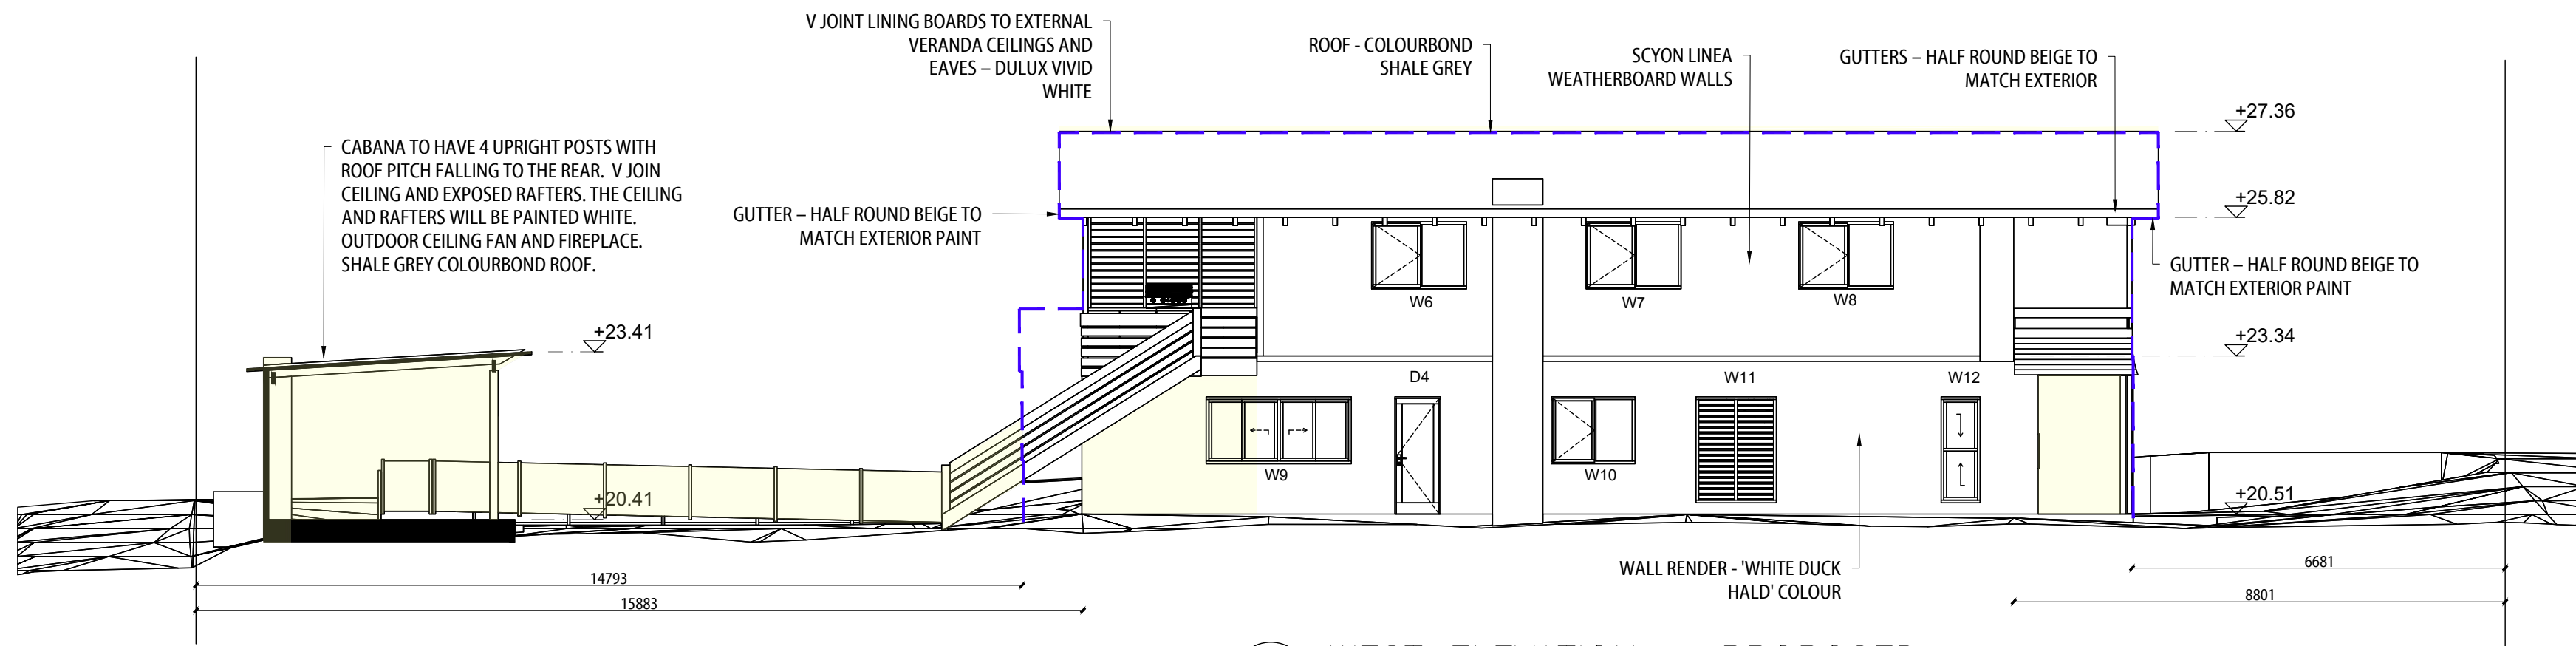 V JOINT LINING BOARDS TO EXTERNAL
VERANDA CEILINGS AND
EAVES – DULUX VIVID
WHITE
ROOF - COLOURBOND
SHALE GREY
SCYON LINEA
WEATHERBOARD WALLS
GUTTERS – HALF ROUND BEIGE TO
MATCH EXTERIOR
+27.36
CABANA TO HAVE 4 UPRIGHT POSTS WITH
ROOF PITCH FALLING TO THE REAR. V JOIN
CEILING AND EXPOSED RAFTERS. THE CEILING
AND RAFTERS WILL BE PAINTED WHITE.
OUTDOOR CEILING FAN AND FIREPLACE.
SHALE GREY COLOURBOND ROOF.
GUTTER – HALF ROUND BEIGE TO
MATCH EXTERIOR PAINT
+25.82
GUTTER – HALF ROUND BEIGE TO
MATCH EXTERIOR PAINT
W6
W7
W8
+23.41
+23.34
D4
W11
W12
W9
W10
+20.41
+20.51
WALL RENDER - 'WHITE DUCK
HALD' COLOUR
14793
15883
6681
8801